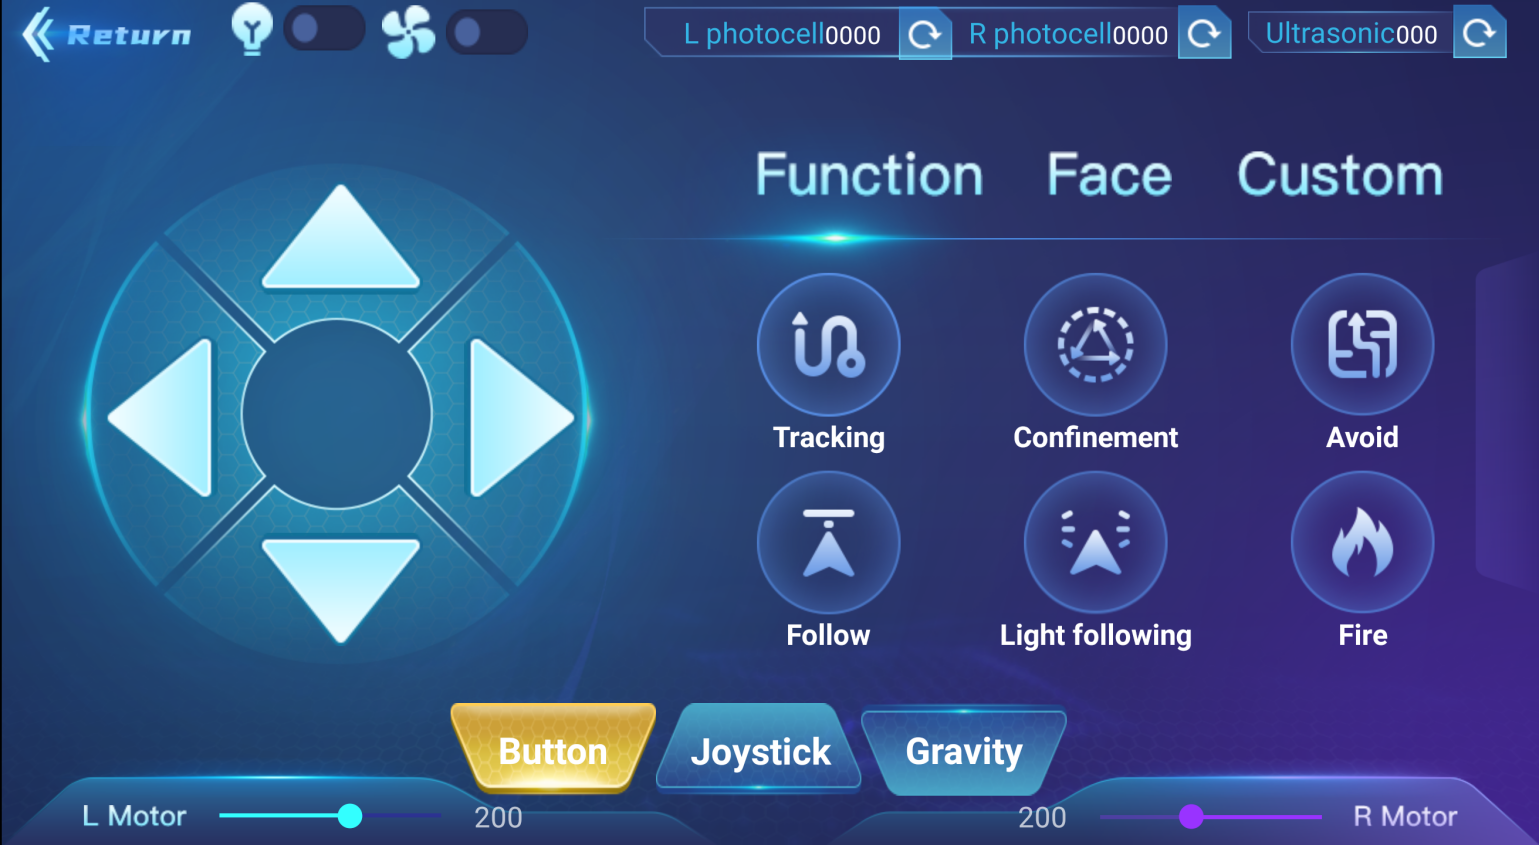 Return
L photocell0000
R photocell0000
Ultrasonic000
Function
Face
Custom
Tracking
Confinement
Avoid
Follow
Light following
Fire
Button
Joystick
Gravity
L Motor
200
200
R Motor